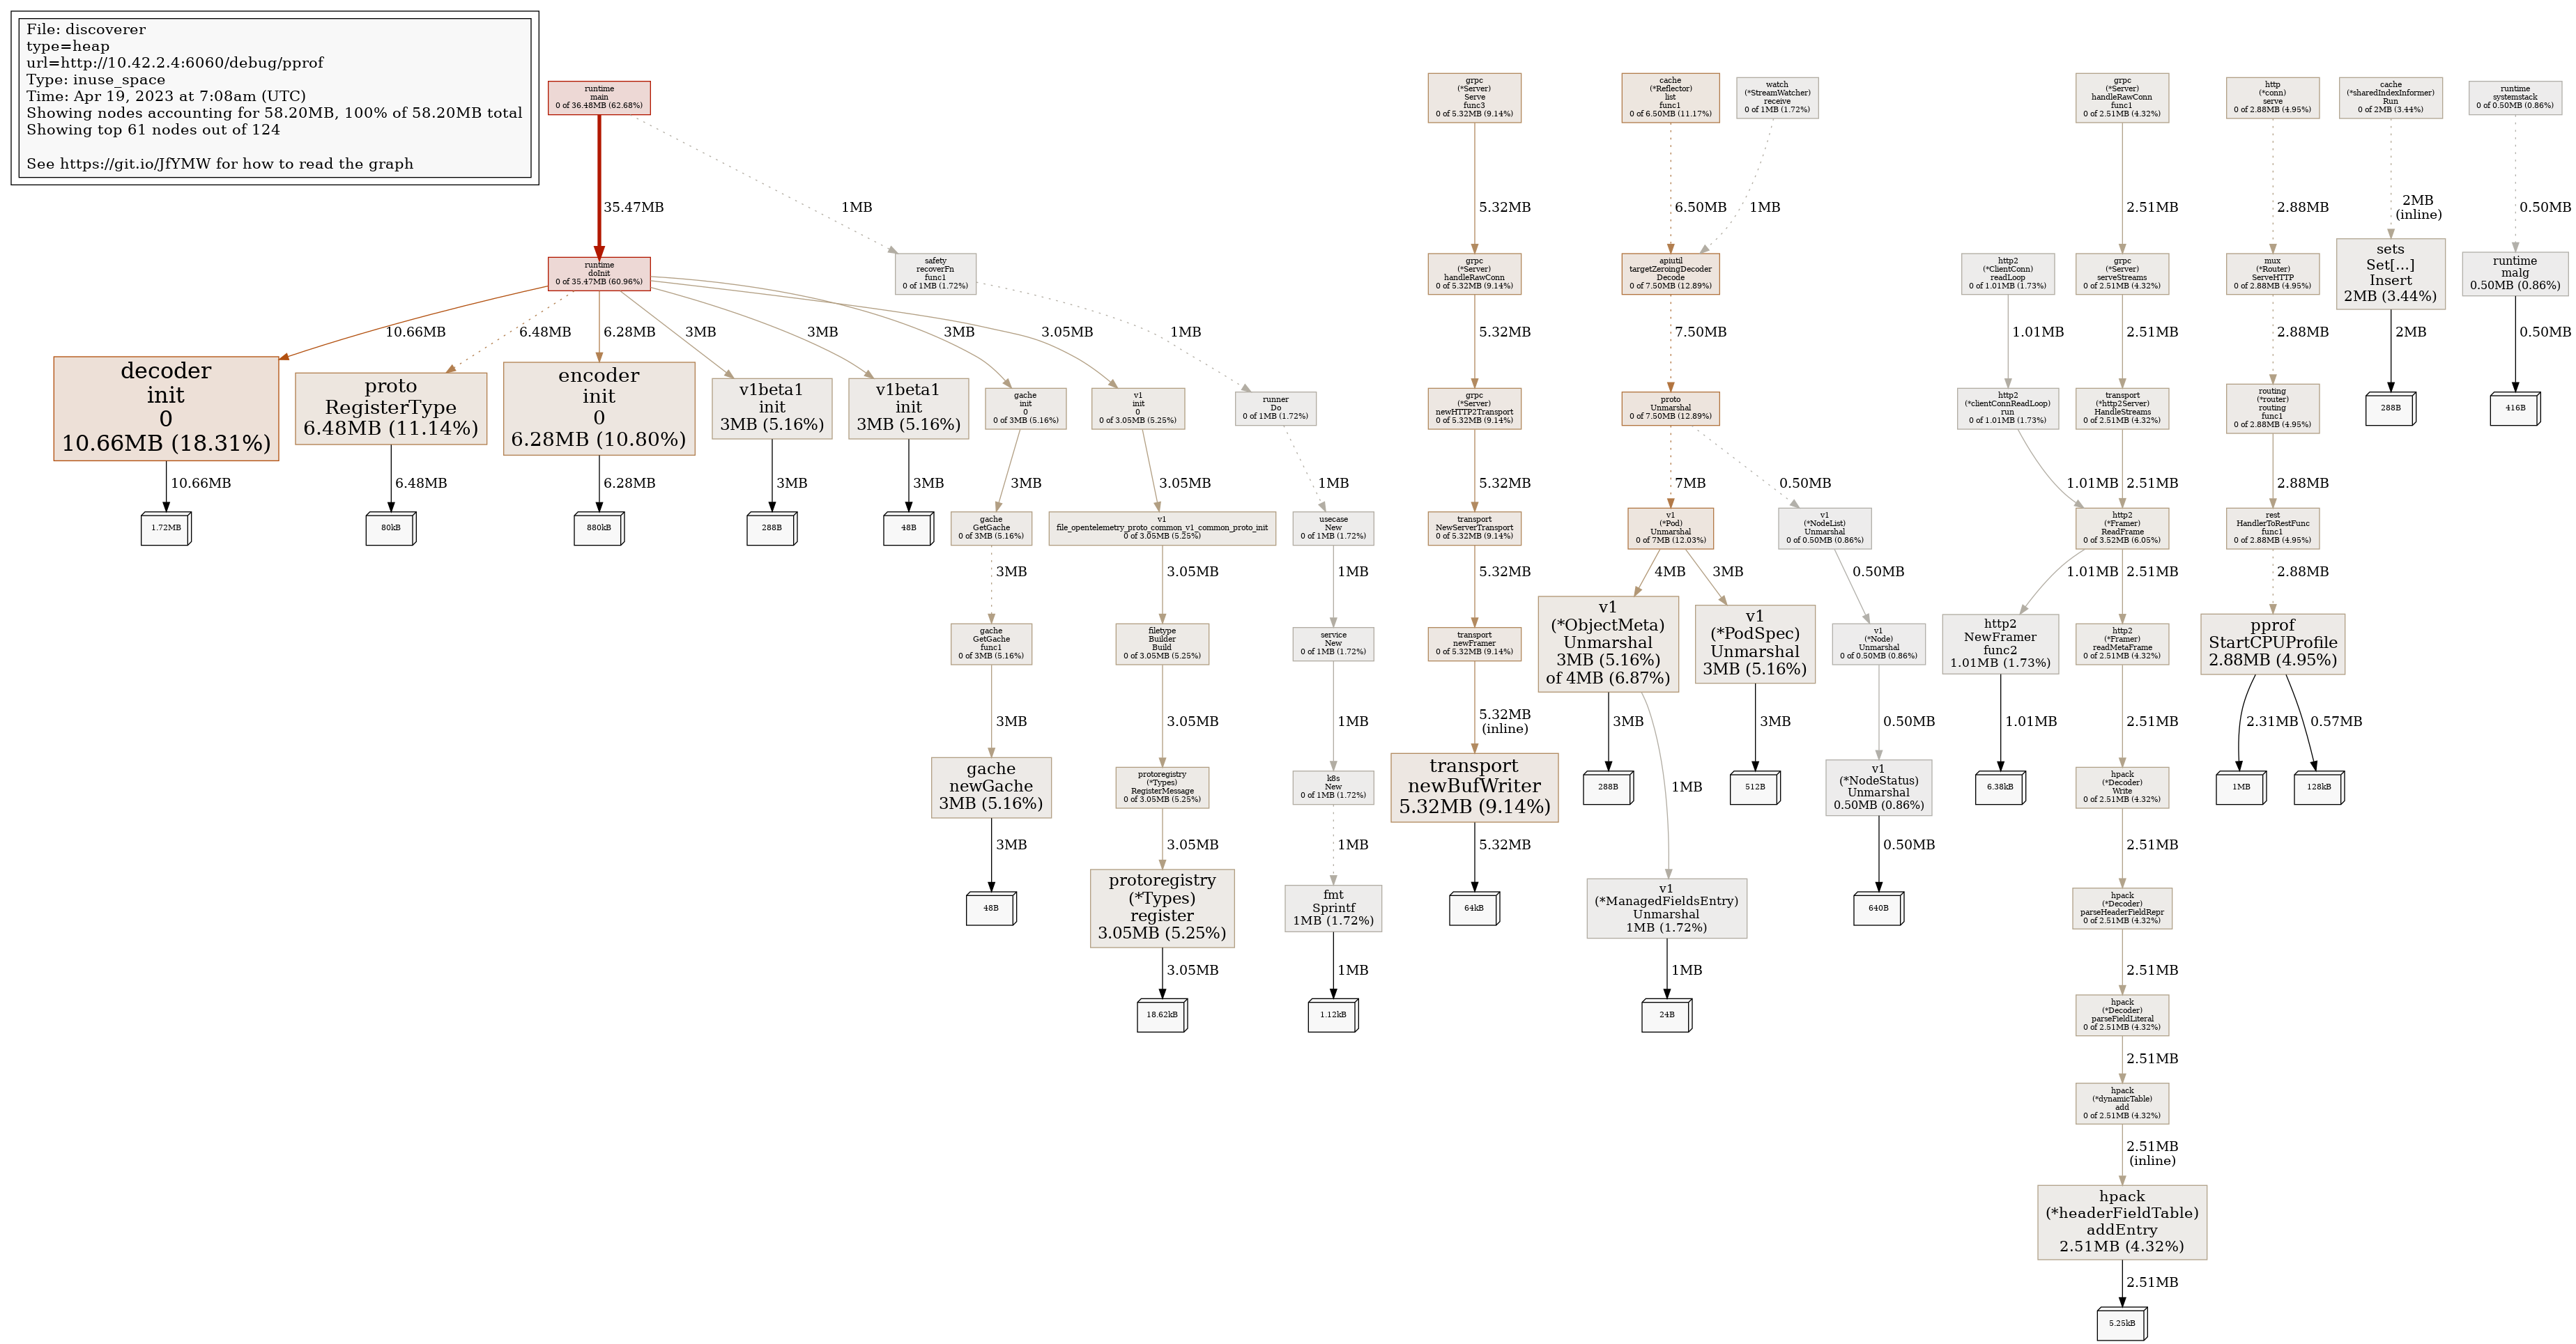 File: discoverer
type=heap
url=http://10.42.2.4:6060/debug/pprof
Type: inuse_space
Time: Apr 19, 2023 at 7:08am (UTC)
Showing nodes accounting for 58.20MB, 100% of 58.20MB total
Showing top 61 nodes out of 124
See https://git.io/JfYMW for how to read the graph
runtime
main
0 of 36.48MB (62.68%)
grpc
(*Server)
Serve
func3
0 of 5.32MB (9.14%)
cache
(*Reflector)
list
func1
0 of 6.50MB (11.17%)
watch
(*StreamWatcher)
receive
0 of 1MB (1.72%)
grpc
(*Server)
handleRawConn
func1
0 of 2.51MB (4.32%)
http
(*conn)
serve
0 of 2.88MB (4.95%)
cache
(*sharedIndexInformer)
Run
0 of 2MB (3.44%)
runtime
systemstack
0 of 0.50MB (0.86%)
35.47MB
1MB
5.32MB
6.50MB
1MB
2.51MB
2.88MB
2MB
(inline)
0.50MB
runtime
doInit
0 of 35.47MB (60.96%)
safety
recoverFn
func1
0 of 1MB (1.72%)
grpc
(*Server)
handleRawConn
0 of 5.32MB (9.14%)
apiutil
targetZeroingDecoder
Decode
0 of 7.50MB (12.89%)
http2
(*ClientConn)
readLoop
0 of 1.01MB (1.73%)
grpc
(*Server)
serveStreams
0 of 2.51MB (4.32%)
mux
(*Router)
ServeHTTP
0 of 2.88MB (4.95%)
sets
Set[...]
Insert
2MB (3.44%)
runtime
malg
0.50MB (0.86%)
10.66MB
6.48MB
6.28MB
3MB
3MB
3MB
3.05MB
1MB
5.32MB
7.50MB
1.01MB
2.51MB
2.88MB
2MB
0.50MB
decoder
init
0
10.66MB (18.31%)
proto
RegisterType
6.48MB (11.14%)
encoder
init
0
6.28MB (10.80%)
v1beta1
init
3MB (5.16%)
v1beta1
init
3MB (5.16%)
gache
init
0
0 of 3MB (5.16%)
v1
init
0
0 of 3.05MB (5.25%)
runner
Do
0 of 1MB (1.72%)
grpc
(*Server)
newHTTP2Transport
0 of 5.32MB (9.14%)
proto
Unmarshal
0 of 7.50MB (12.89%)
http2
(*clientConnReadLoop)
run
0 of 1.01MB (1.73%)
transport
(*http2Server)
HandleStreams
0 of 2.51MB (4.32%)
routing
(*router)
routing
func1
0 of 2.88MB (4.95%)
288B
416B
10.66MB
6.48MB
6.28MB
3MB
3MB
3MB
3.05MB
1MB
5.32MB
7MB
0.50MB
1.01MB
2.51MB
2.88MB
1.72MB
80kB
880kB
288B
48B
gache
GetGache
0 of 3MB (5.16%)
v1
file_opentelemetry_proto_common_v1_common_proto_init
0 of 3.05MB (5.25%)
usecase
New
0 of 1MB (1.72%)
transport
NewServerTransport
0 of 5.32MB (9.14%)
v1
(*Pod)
Unmarshal
0 of 7MB (12.03%)
v1
(*NodeList)
Unmarshal
0 of 0.50MB (0.86%)
http2
(*Framer)
ReadFrame
0 of 3.52MB (6.05%)
rest
HandlerToRestFunc
func1
0 of 2.88MB (4.95%)
3MB
3.05MB
1MB
5.32MB
4MB
3MB
0.50MB
1.01MB
2.51MB
2.88MB
gache
GetGache
func1
0 of 3MB (5.16%)
filetype
Builder
Build
0 of 3.05MB (5.25%)
service
New
0 of 1MB (1.72%)
transport
newFramer
0 of 5.32MB (9.14%)
v1
(*ObjectMeta)
Unmarshal
3MB (5.16%)
of 4MB (6.87%)
v1
(*PodSpec)
Unmarshal
3MB (5.16%)
v1
(*Node)
Unmarshal
0 of 0.50MB (0.86%)
http2
NewFramer
func2
1.01MB (1.73%)
http2
(*Framer)
readMetaFrame
0 of 2.51MB (4.32%)
pprof
StartCPUProfile
2.88MB (4.95%)
3MB
3.05MB
1MB
5.32MB
(inline)
3MB
1MB
3MB
0.50MB
1.01MB
2.51MB
2.31MB
0.57MB
gache
newGache
3MB (5.16%)
protoregistry
(*Types)
RegisterMessage
0 of 3.05MB (5.25%)
k8s
New
0 of 1MB (1.72%)
transport
newBufWriter
5.32MB (9.14%)
288B
512B
v1
(*NodeStatus)
Unmarshal
0.50MB (0.86%)
6.38kB
hpack
(*Decoder)
Write
0 of 2.51MB (4.32%)
1MB
128kB
3MB
3.05MB
1MB
5.32MB
0.50MB
2.51MB
48B
protoregistry
(*Types)
register
3.05MB (5.25%)
fmt
Sprintf
1MB (1.72%)
64kB
v1
(*ManagedFieldsEntry)
Unmarshal
1MB (1.72%)
640B
hpack
(*Decoder)
parseHeaderFieldRepr
0 of 2.51MB (4.32%)
3.05MB
1MB
1MB
2.51MB
18.62kB
1.12kB
24B
hpack
(*Decoder)
parseFieldLiteral
0 of 2.51MB (4.32%)
2.51MB
hpack
(*dynamicTable)
add
0 of 2.51MB (4.32%)
2.51MB
(inline)
hpack
(*headerFieldTable)
addEntry
2.51MB (4.32%)
2.51MB
5.25kB